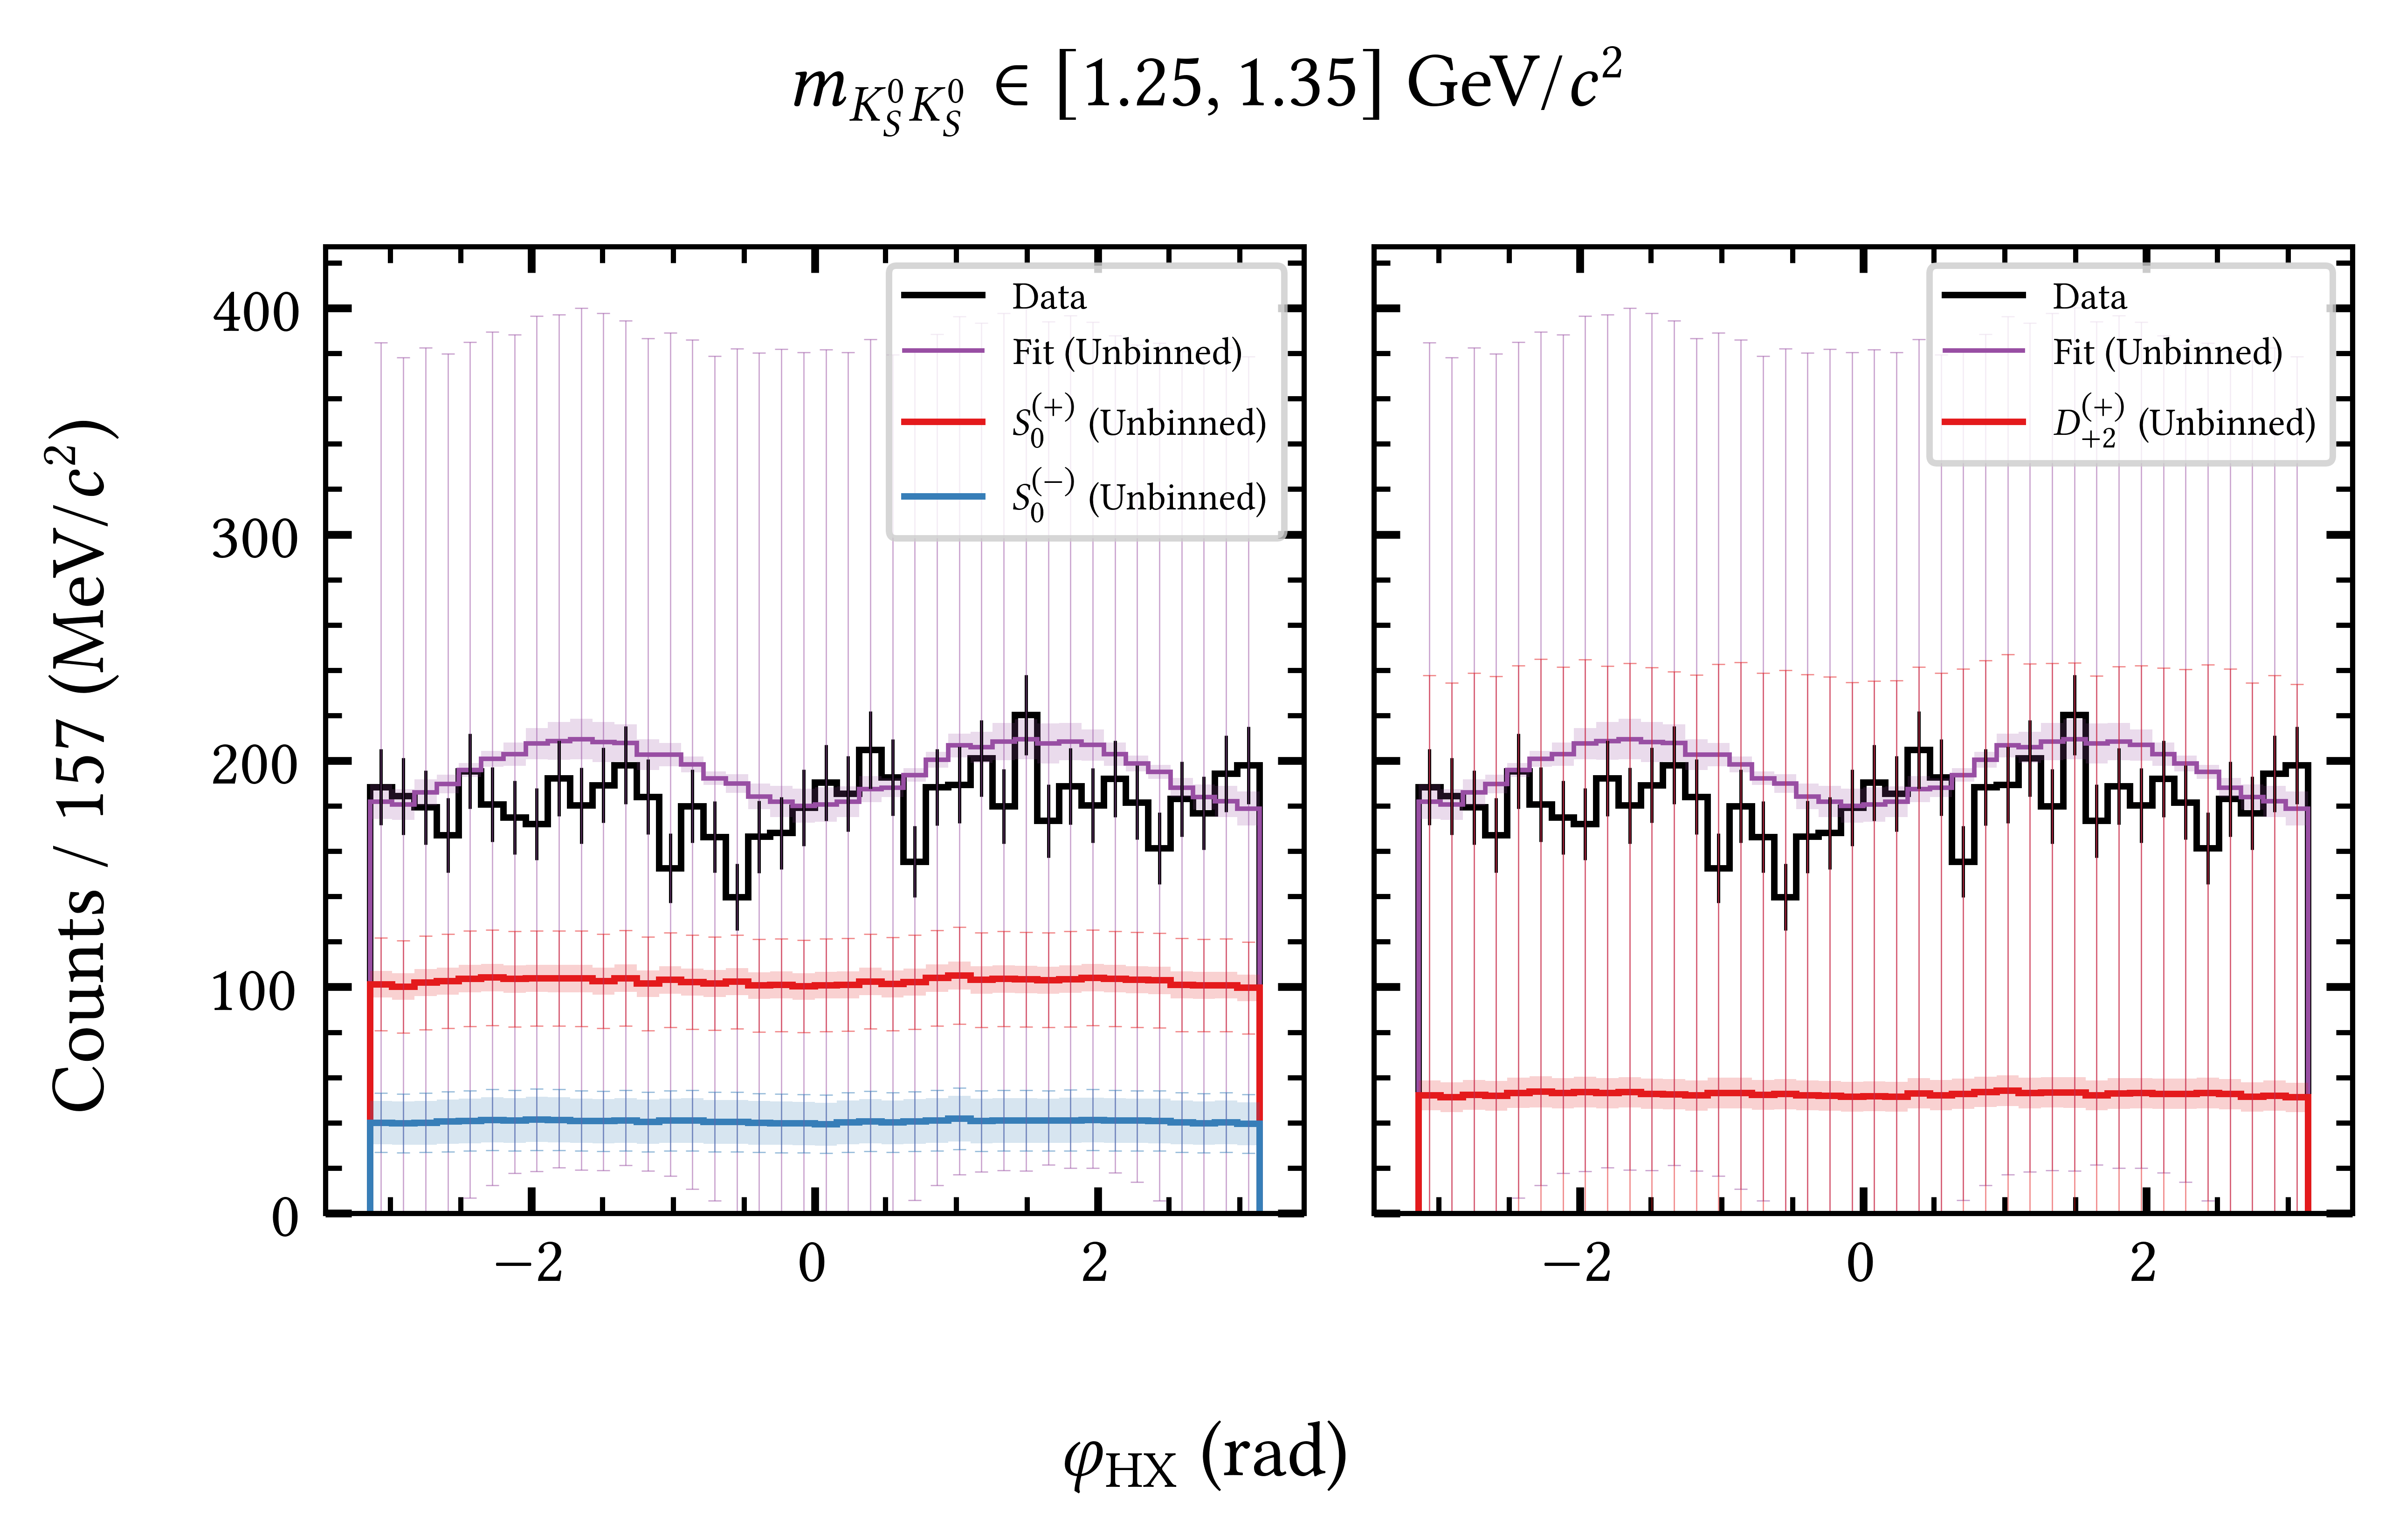 m_{K_S^0 K_S^0} ∈ [1.25, 1.35] GeV/c²
Counts / 157 (MeV/c²)
400
300
200
100
0
Data
Fit (Unbinned)
S_0^{(+)} (Unbinned)
S_0^{(−)} (Unbinned)
−2
0
2
Data
Fit (Unbinned)
D_{+2}^{(+)} (Unbinned)
−2
0
2
φ_{HX} (rad)